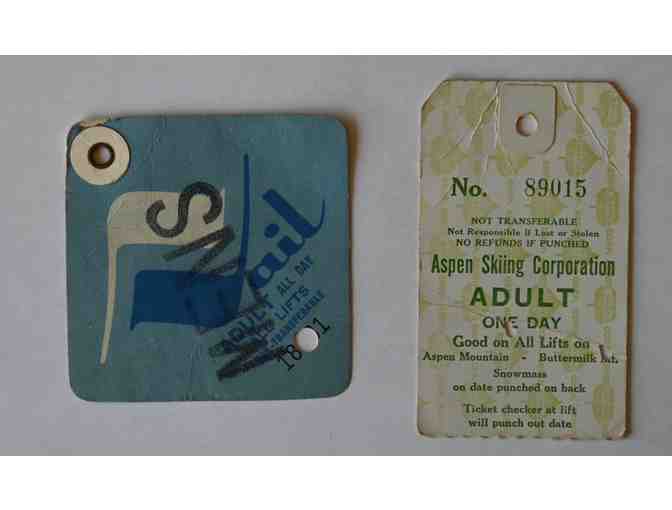 Vail
SUN
ADULT ALL DAY
LIFTS
TRANSFERABLE
No. 89015
NOT TRANSFERABLE
Not Responsible if Lost or Stolen
NO REFUNDS IF PUNCHED
Aspen Skiing Corporation
ADULT
ONE DAY
Good on All Lifts on
Aspen Mountain - Buttermilk Mt.
Snowmass
on date punched on back
Ticket checker at lift
will punch out date